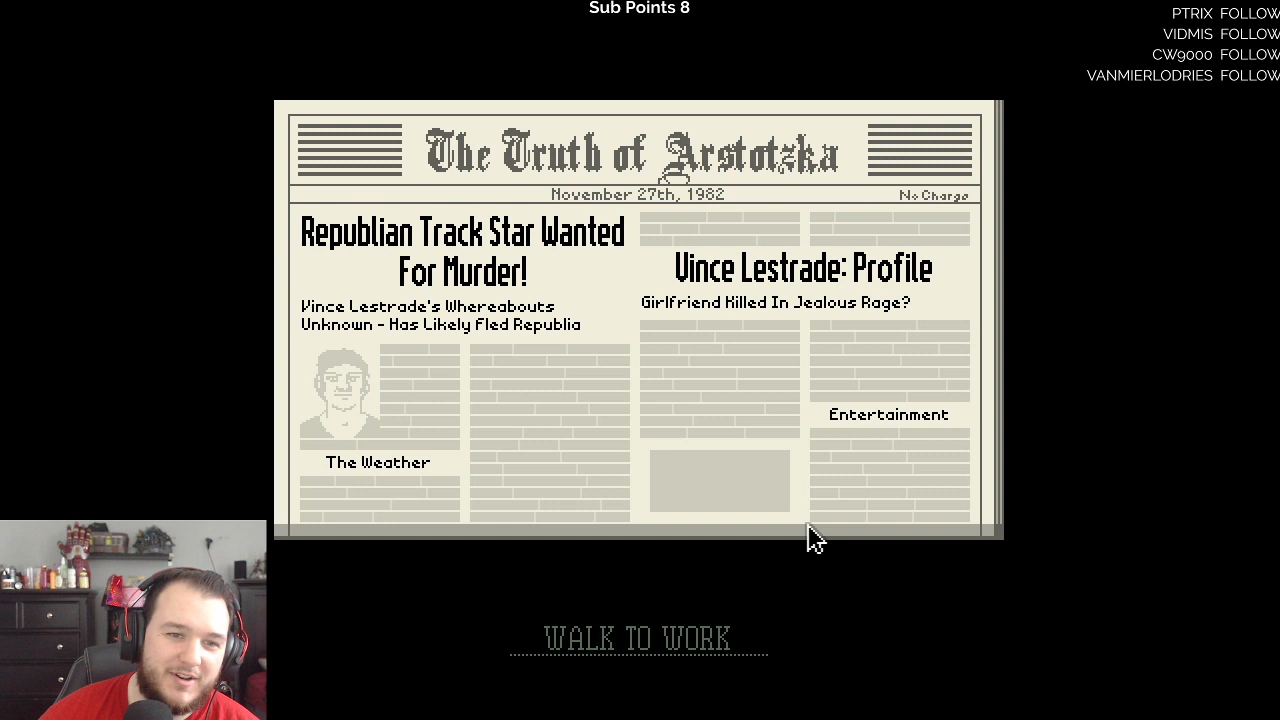 Sub Points 8
PTRIX FOLLOW
VIDMIS FOLLOW
CW9000 FOLLOW
VANMIERLODRIES FOLLOW
The Truth of Arstotzka
November 27th, 1982
No Charge
Republian Track Star Wanted
For Murder!
Vince Lestrade's Whereabouts
Unknown - Has Likely Fled Republia
The Weather
Vince Lestrade: Profile
Girlfriend Killed In Jealous Rage?
Entertainment
WALK TO WORK